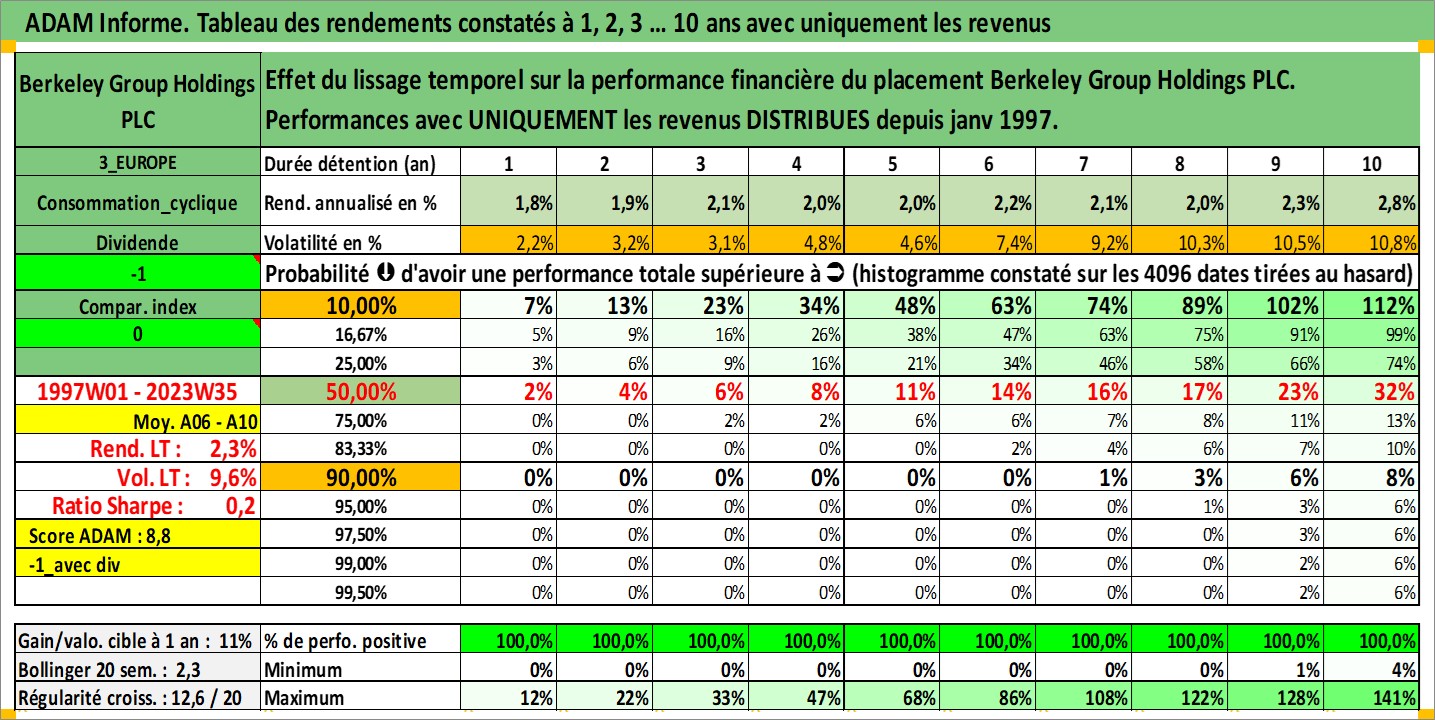 ADAM Informe. Tableau des rendements constatés à 1, 2, 3 ... 10 ans avec uniquement les revenus
Berkeley Group Holdings PLC
Effet du lissage temporel sur la performance financière du placement Berkeley Group Holdings PLC.
Performances avec UNIQUEMENT les revenus DISTRIBUES depuis janv 1997.
3_EUROPE Durée détention (an) 1 2 3 4 5 6 7 8 9 10
Consommation_cyclique Rend. annualisé en % 1,8% 1,9% 2,1% 2,0% 2,0% 2,2% 2,1% 2,0% 2,3% 2,8%
Dividende Volatilité en % 2,2% 3,2% 3,1% 4,8% 4,6% 7,4% 9,2% 10,3% 10,5% 10,8%
-1 Probabilité d'avoir une performance totale supérieure à (histogramme constaté sur les 4096 dates tirées au hasard)
Compar. index 10,00% 7% 13% 23% 34% 48% 63% 74% 89% 102% 112%
0 16,67% 5% 9% 16% 26% 38% 47% 63% 75% 91% 99%
25,00% 3% 6% 9% 16% 21% 34% 46% 58% 66% 74%
1997W01 - 2023W35 50,00% 2% 4% 6% 8% 11% 14% 16% 17% 23% 32%
Moy. A06 - A10 75,00% 0% 0% 2% 2% 6% 6% 7% 8% 11% 13%
Rend. LT : 2,3% 83,33% 0% 0% 0% 0% 0% 2% 4% 6% 7% 10%
Vol. LT : 9,6% 90,00% 0% 0% 0% 0% 0% 0% 1% 3% 6% 8%
Ratio Sharpe : 0,2 95,00% 0% 0% 0% 0% 0% 0% 0% 1% 3% 6%
Score ADAM : 8,8 97,50% 0% 0% 0% 0% 0% 0% 0% 0% 3% 6%
-1_avec div 99,00% 0% 0% 0% 0% 0% 0% 0% 0% 2% 6%
99,50% 0% 0% 0% 0% 0% 0% 0% 0% 2% 6%
Gain/valo. cible à 1 an : 11% % de perfo. positive 100,0% 100,0% 100,0% 100,0% 100,0% 100,0% 100,0% 100,0% 100,0% 100,0%
Bollinger 20 sem. : 2,3 Minimum 0% 0% 0% 0% 0% 0% 0% 0% 1% 4%
Régularité croiss. : 12,6 / 20 Maximum 12% 22% 33% 47% 68% 86% 108% 122% 128% 141%